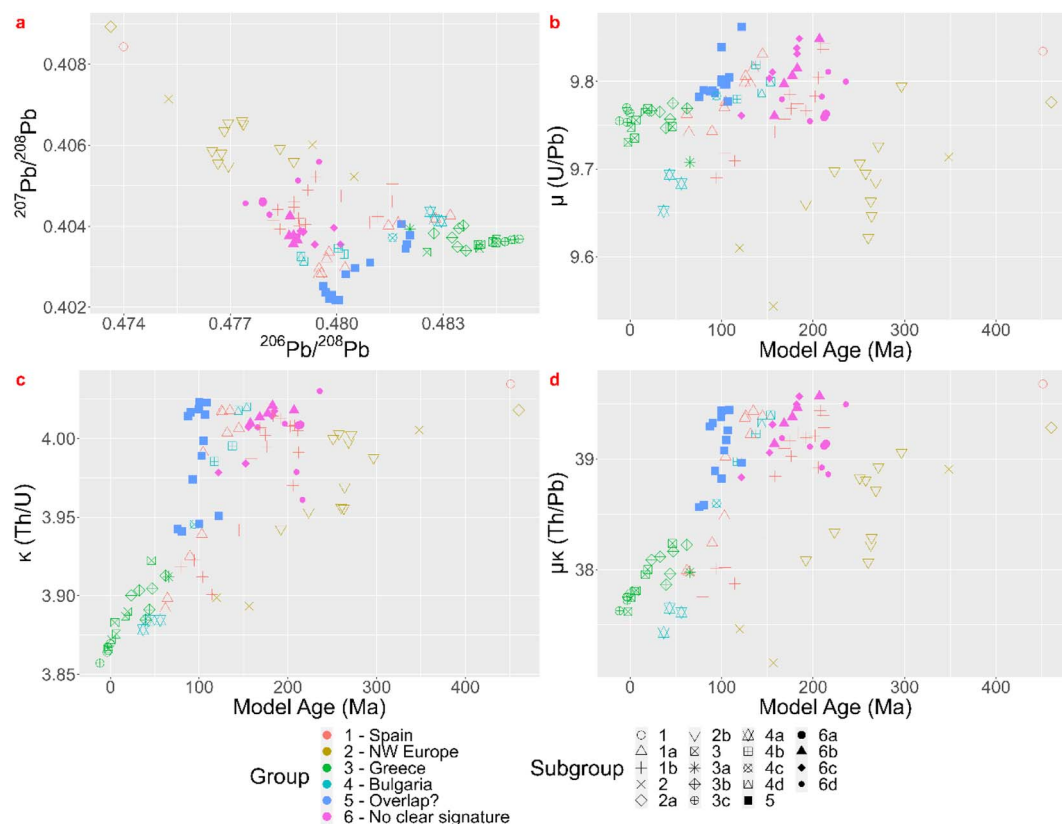 a
0.408
0.406
0.404
0.402
207Pb/208Pb
0.474
0.477
0.480
0.483
206Pb/208Pb
b
9.8
9.7
9.6
μ (U/Pb)
0
100
200
300
400
Model Age (Ma)
c
4.00
3.95
3.90
3.85
κ (Th/U)
0
100
200
300
400
Model Age (Ma)
d
39
38
μκ (Th/Pb)
0
100
200
300
400
Model Age (Ma)
Group
1 - Spain
2 - NW Europe
3 - Greece
4 - Bulgaria
5 - Overlap?
6 - No clear signature
Subgroup
1
1a
1b
2
2a
2b
3
3a
3b
3c
4a
4b
4c
4d
5
6a
6b
6c
6d